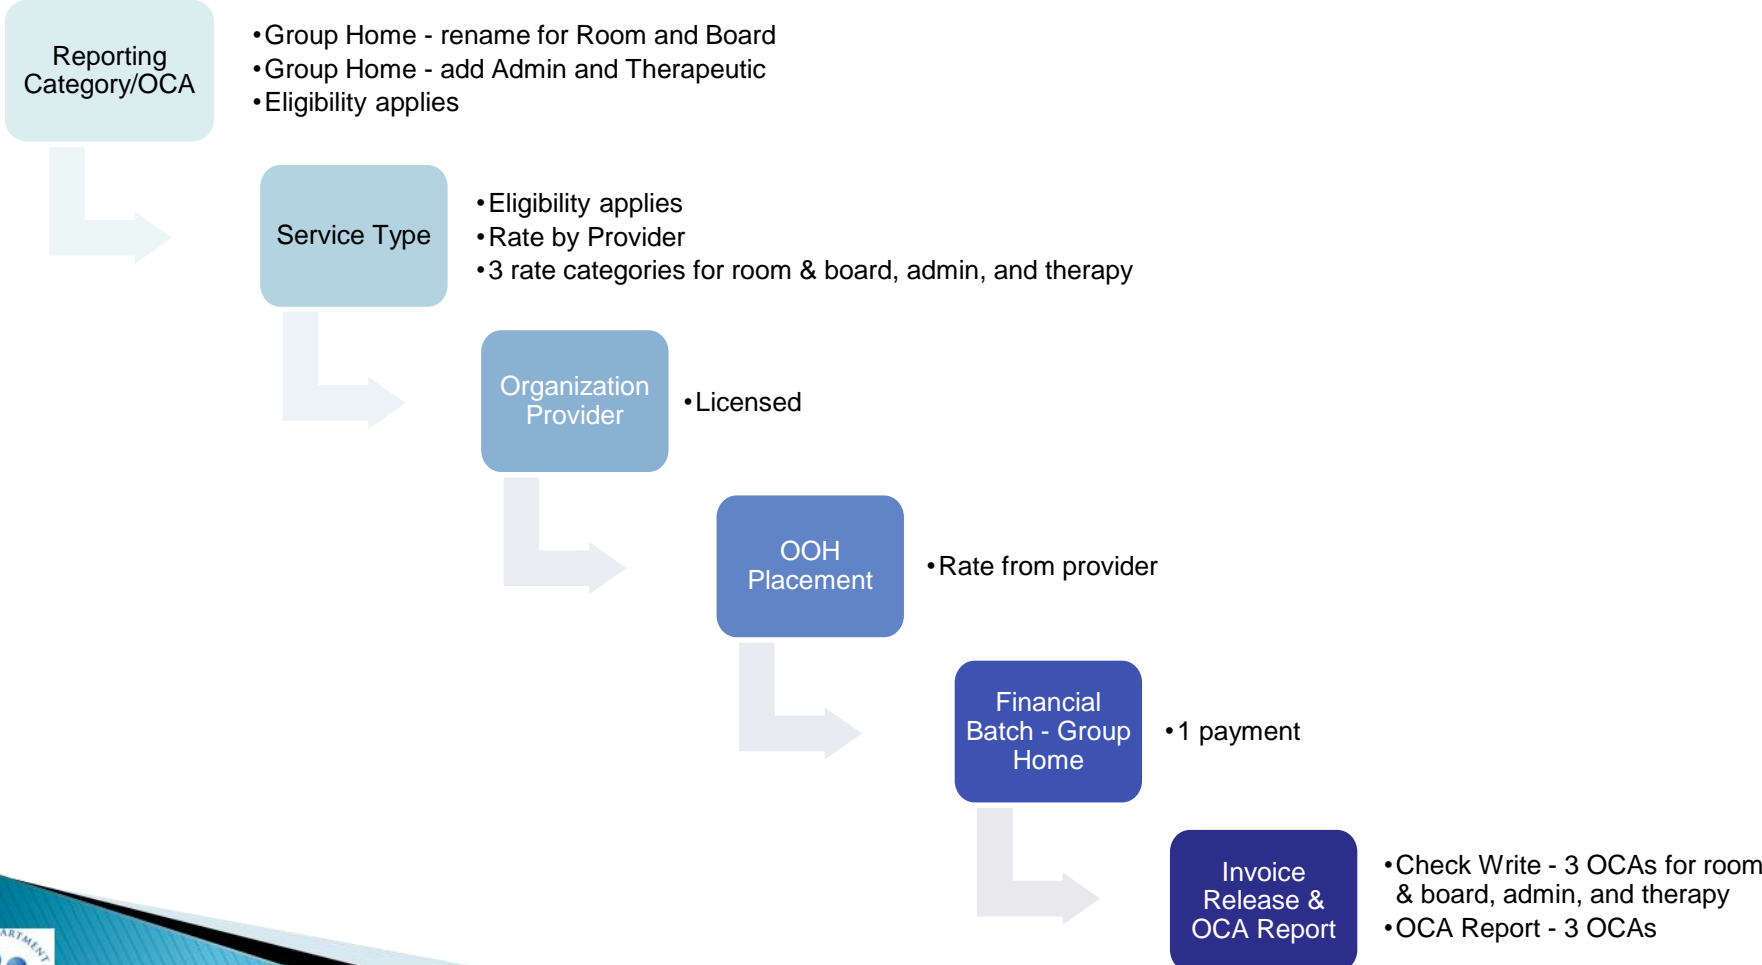 Reporting
Category/OCA
•Group Home - rename for Room and Board
•Group Home - add Admin and Therapeutic
•Eligibility applies
Service Type
•Eligibility applies
•Rate by Provider
•3 rate categories for room & board, admin, and therapy
Organization
Provider
•Licensed
OOH
Placement
•Rate from provider
Financial
Batch - Group
Home
•1 payment
Invoice
Release &
OCA Report
•Check Write - 3 OCAs for room
& board, admin, and therapy
•OCA Report - 3 OCAs